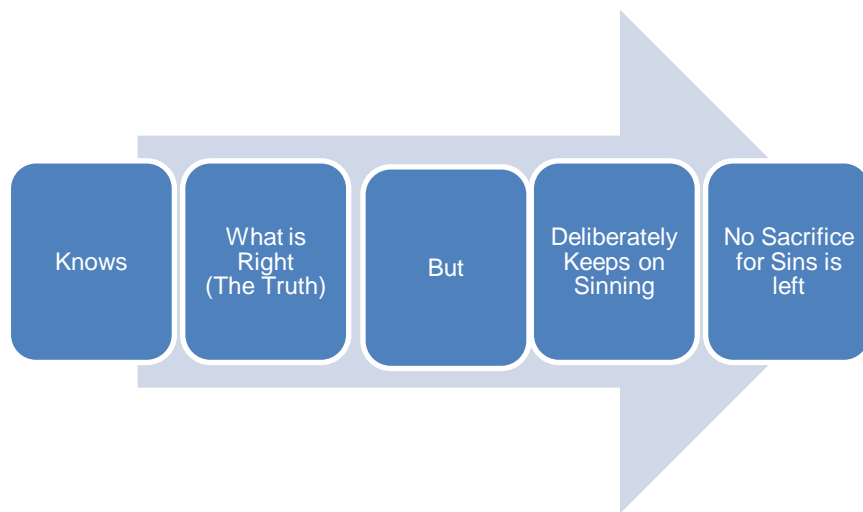 Knows
What is
Right
(The Truth)
But
Deliberately
Keeps on
Sinning
No Sacrifice
for Sins is
left